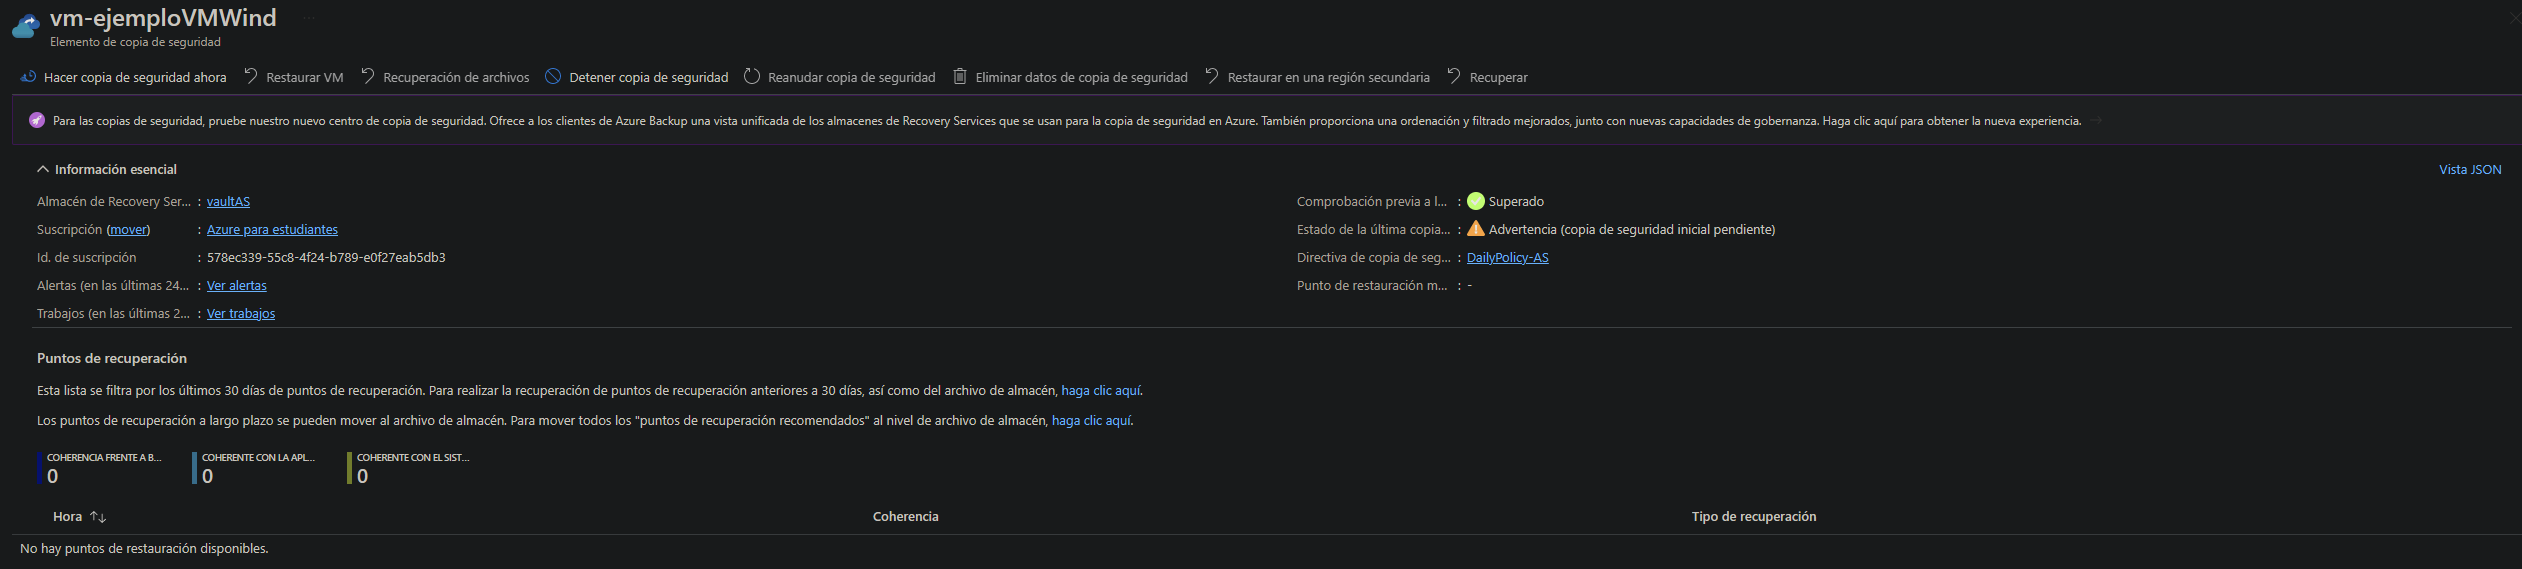 vm-ejemploVMWind ...
Elemento de copia de seguridad
Hacer copia de seguridad ahora Restaurar VM Recuperación de archivos Detener copia de seguridad Reanudar copia de seguridad Eliminar datos de copia de seguridad Restaurar en una región secundaria Recuperar
Para las copias de seguridad, pruebe nuestro nuevo centro de copia de seguridad. Ofrece a los clientes de Azure Backup una vista unificada de los almacenes de Recovery Services que se usan para la copia de seguridad en Azure. También proporciona una ordenación y filtrado mejorados, junto con nuevas capacidades de gobernanza. Haga clic aquí para obtener la nueva experiencia. →
Información esencial Vista JSON
Almacén de Recovery Ser... : vaultAS
Suscripción (mover) : Azure para estudiantes
Id. de suscripción : 578ec339-55c8-4f24-b789-e0f27eab5db3
Alertas (en las últimas 24... : Ver alertas
Trabajos (en las últimas 2... : Ver trabajos
Comprobación previa a l... : Superado
Estado de la última copia... : Advertencia (copia de seguridad inicial pendiente)
Directiva de copia de seg... : DailyPolicy-AS
Punto de restauración m... : -
Puntos de recuperación
Esta lista se filtra por los últimos 30 días de puntos de recuperación. Para realizar la recuperación de puntos de recuperación anteriores a 30 días, así como del archivo de almacén, haga clic aquí.
Los puntos de recuperación a largo plazo se pueden mover al archivo de almacén. Para mover todos los "puntos de recuperación recomendados" al nivel de archivo de almacén, haga clic aquí.
COHERENCIA FRENTE A B... COHERENTE CON LA APL... COHERENTE CON EL SIST...
0 0 0
Hora ↑↓ Coherencia Tipo de recuperación
No hay puntos de restauración disponibles.